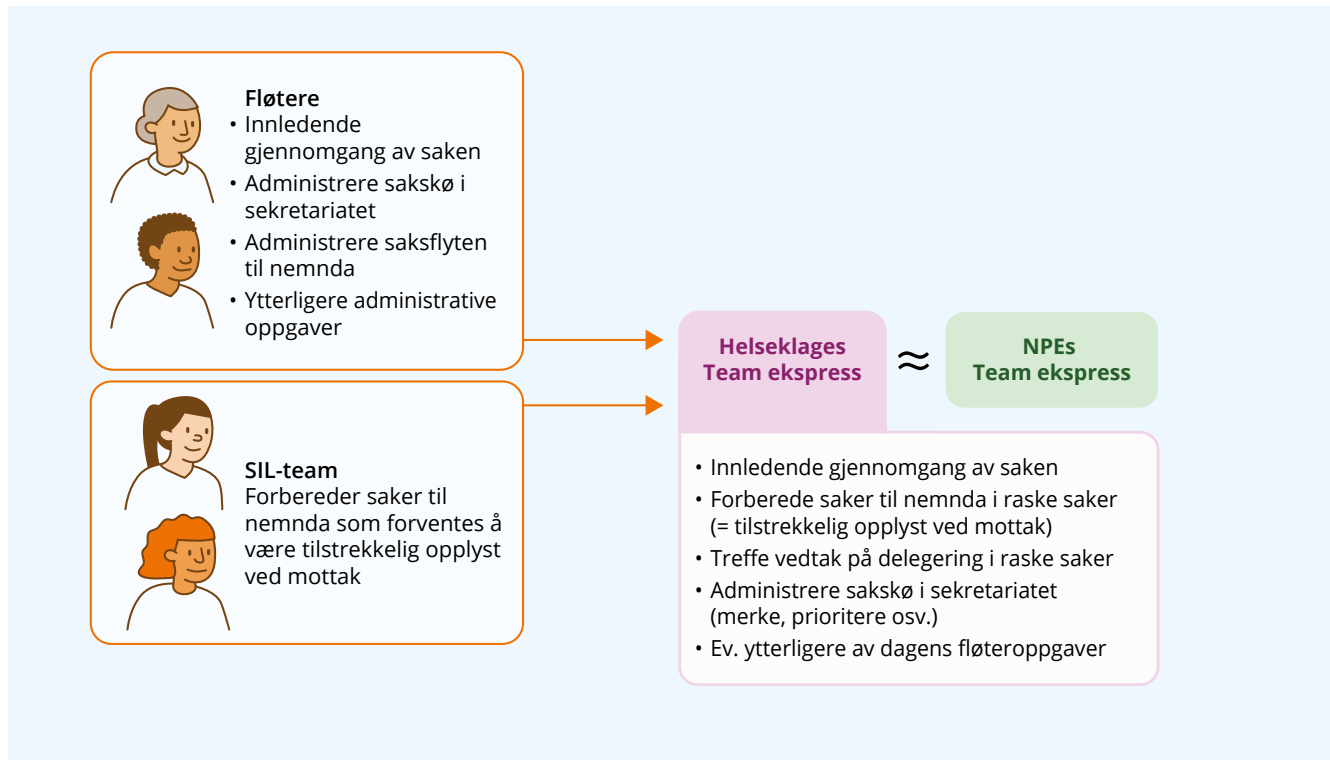 Fløtere
• Innledende
gjennomgang av saken
• Administrere sakskø i
sekretariatet
• Administrere saksflyten
til nemnda
• Ytterligere administrative
oppgaver
SIL-team
Forbereder saker til
nemnda som forventes å
være tilstrekkelig opplyst
ved mottak
Helseklages
Team ekspress
≈
NPEs
Team ekspress
• Innledende gjennomgang av saken
• Forberede saker til nemnda i raske saker
(= tilstrekkelig opplyst ved mottak)
• Treffe vedtak på delegering i raske saker
• Administrere sakskø i sekretariatet
(merke, prioritere osv.)
• Ev. ytterligere av dagens fløteroppgaver